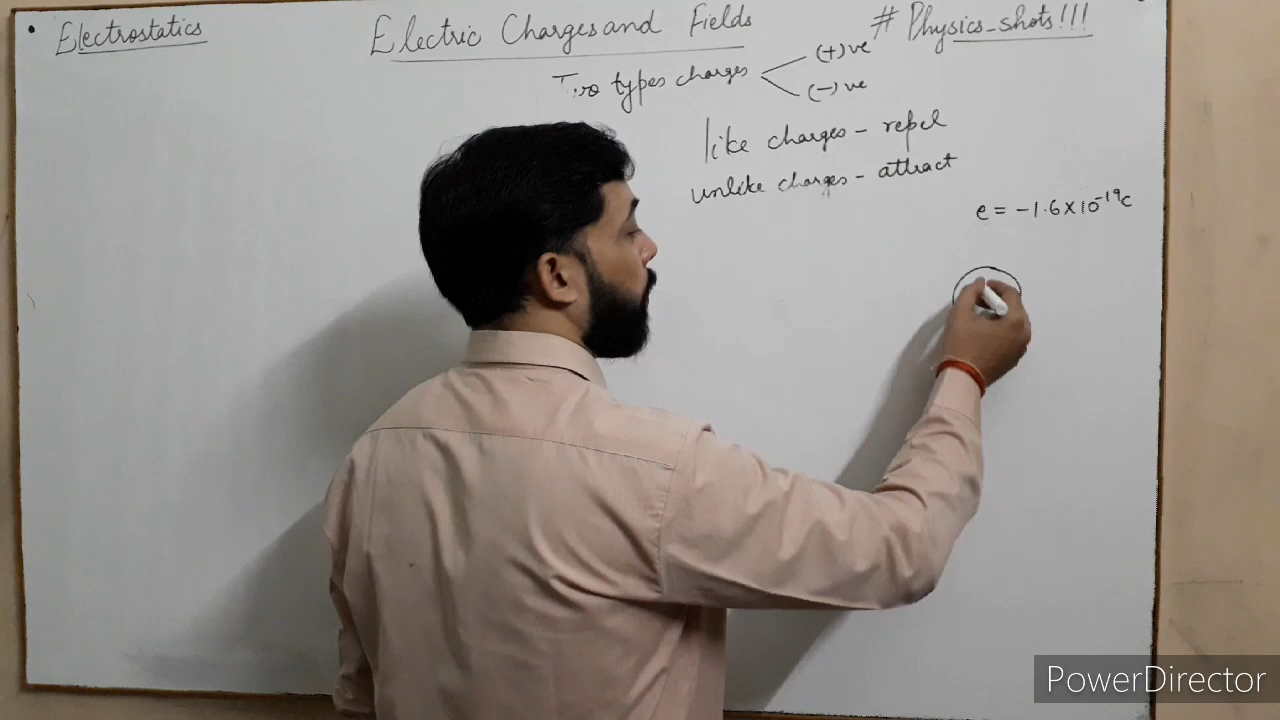 • Electrostatics
Electric Charges and Fields
# Physics-shots!!!
Two types charges
(+)ve
(-)ve
like charges - repel
unlike charges - attract
e = -1.6×10⁻¹⁹c
PowerDirector